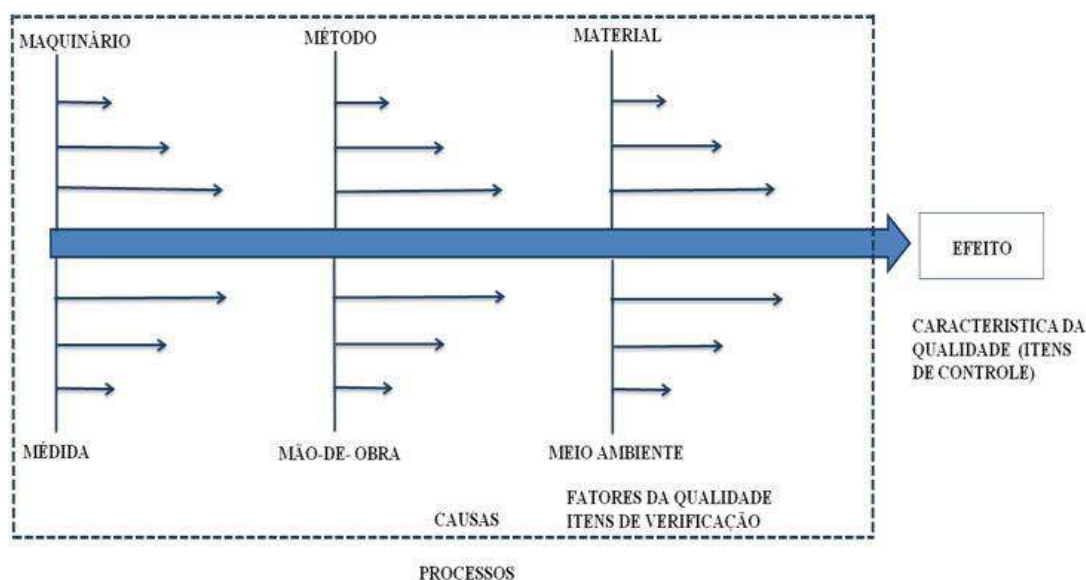 MAQUINÁRIO
MÉTODO
MATERIAL
EFEITO
CARACTERISTICA DA
QUALIDADE (ITENS
DE CONTROLE)
MÉDIDA
MÃO-DE- OBRA
MEIO AMBIENTE
CAUSAS
FATORES DA QUALIDADE
ITENS DE VERIFICAÇÃO
PROCESSOS